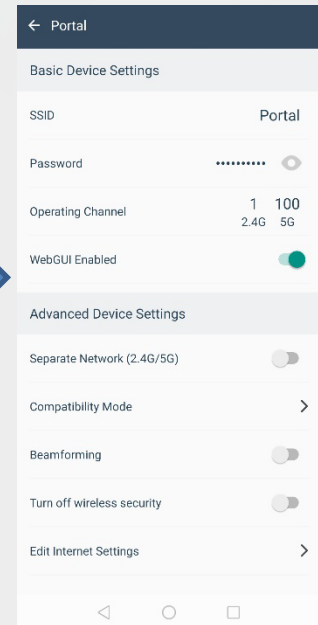 Portal
Basic Device Settings
SSID Portal
Password ••••••••••
Operating Channel 1 100
2.4G 5G
WebGUI Enabled
Advanced Device Settings
Separate Network (2.4G/5G)
Compatibility Mode
Beamforming
Turn off wireless security
Edit Internet Settings